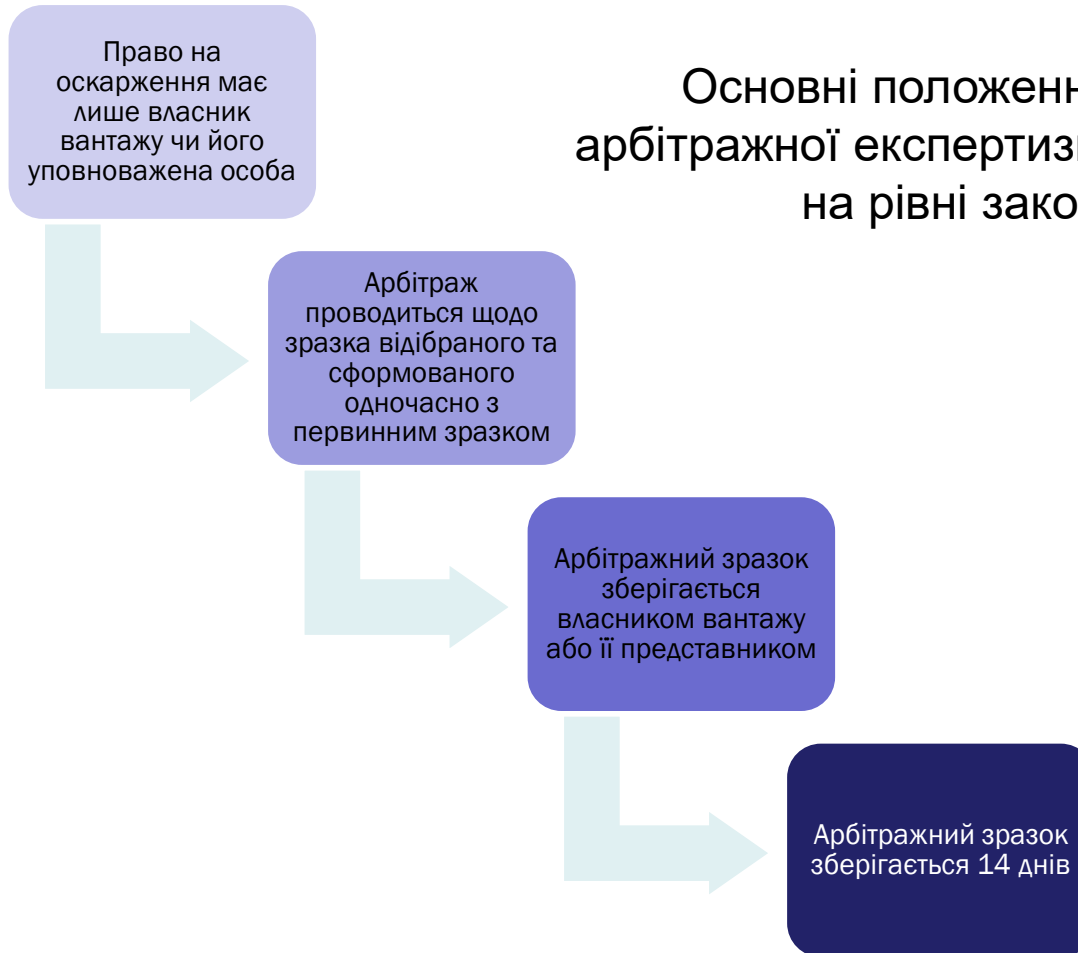 Право на
оскарження має
лише власник
вантажу чи його
уповноважена особа
Основні положенн
арбітражної експертизи
на рівні зако
Арбітраж
проводиться щодо
зразка відібраного та
сформованого
одночасно з
первинним зразком
Арбітражний зразок
зберігається
власником вантажу
або її представником
Арбітражний зразок
зберігається 14 днів